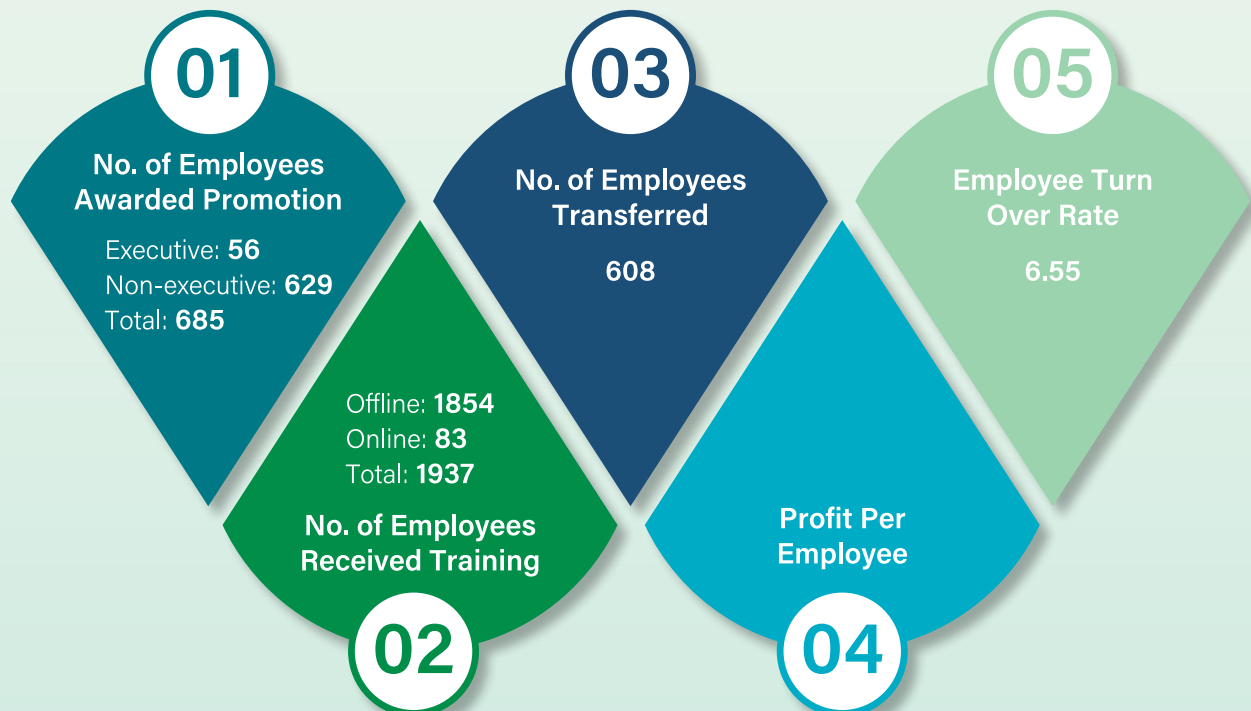 01
No. of Employees
Awarded Promotion
Executive: 56
Non-executive: 629
Total: 685
Offline: 1854
Online: 83
Total: 1937
No. of Employees
Received Training
02
03
No. of Employees
Transferred
608
Profit Per
Employee
04
05
Employee Turn
Over Rate
6.55